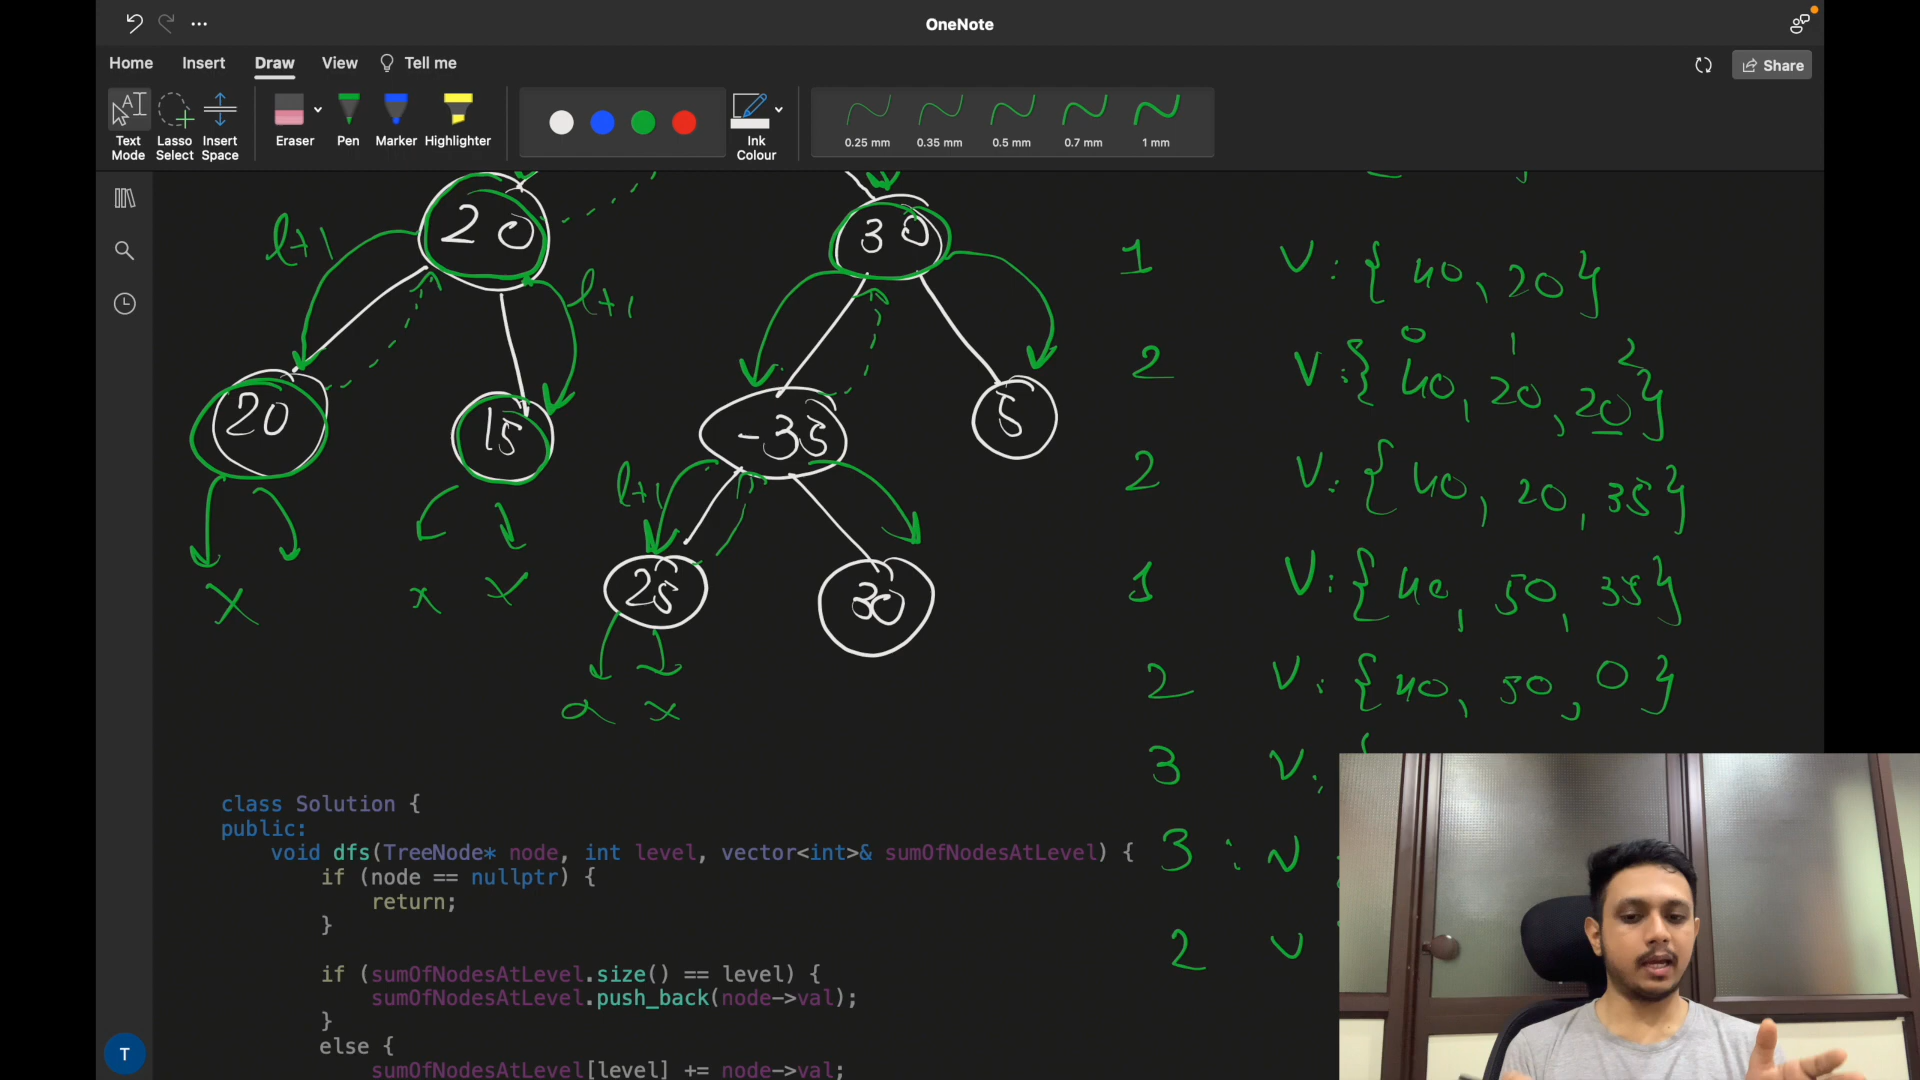 OneNote
Home Insert Draw View Tell me
Share
Text Mode
Lasso Select
Insert Space
Eraser
Pen
Marker
Highlighter
Ink Colour
0.25 mm
0.35 mm
0.5 mm
0.7 mm
1 mm
20
30
l+1
l+1
20
15
-35
5
l+1
25
30
X
x X
x
1 V: { 40, 20 }
0 1 2
2 V: { 40, 20, 20 }
2 V: { 40, 20, 35 }
1 V: { 40, 50, 35 }
2 V: { 40, 50, 0 }
3 V: {
3 : V
2 V
class Solution {
public:
void dfs(TreeNode* node, int level, vector<int>& sumOfNodesAtLevel) {
if (node == nullptr) {
return;
}
if (sumOfNodesAtLevel.size() == level) {
sumOfNodesAtLevel.push_back(node->val);
}
else {
sumOfNodesAtLevel[level] += node->val;
T